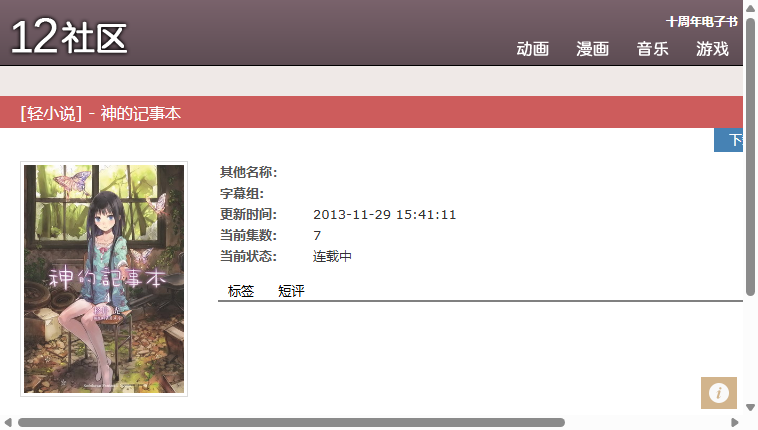 12社区
十周年电子书
动画 漫画 音乐 游戏
[轻小说] - 神的记事本
其他名称：
字幕组：
更新时间： 2013-11-29 15:41:11
当前集数： 7
当前状态： 连载中
标签 短评
神的記事本